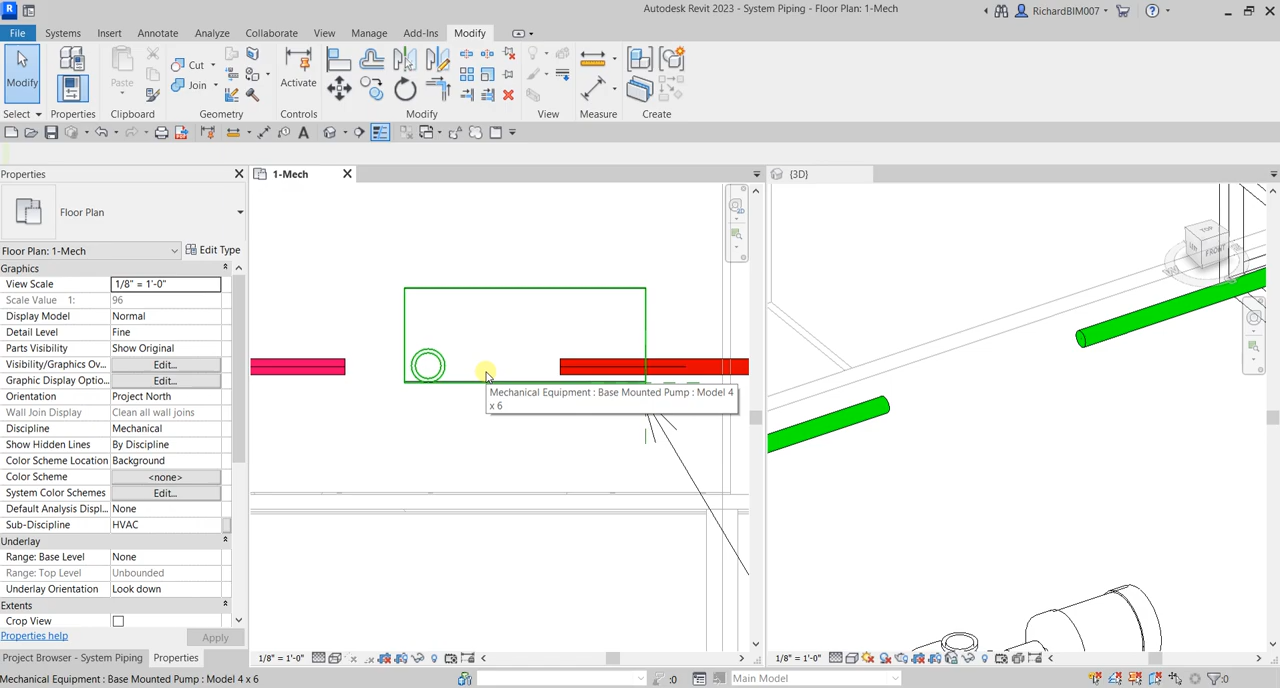 Autodesk Revit 2023 - System Piping - Floor Plan: 1-Mech
RichardBIM007
File
Systems
Insert
Annotate
Analyze
Collaborate
View
Manage
Add-Ins
Modify
Modify
Paste
Cut
Join
Activate
Select
Properties
Clipboard
Geometry
Controls
Modify
View
Measure
Create
Properties
1-Mech
{3D}
Floor Plan
Floor Plan: 1-Mech
Edit Type
Graphics
View Scale 1/8" = 1'-0"
Scale Value 1: 96
Display Model Normal
Detail Level Fine
Parts Visibility Show Original
Visibility/Graphics Ov... Edit...
Graphic Display Optio... Edit...
Orientation Project North
Wall Join Display Clean all wall joins
Discipline Mechanical
Show Hidden Lines By Discipline
Color Scheme Location Background
Color Scheme <none>
System Color Schemes Edit...
Default Analysis Displ... None
Sub-Discipline HVAC
Underlay
Range: Base Level None
Range: Top Level Unbounded
Underlay Orientation Look down
Extents
Crop View
Properties help
Apply
Project Browser - System Piping
Properties
TOP
FRONT
Mechanical Equipment : Base Mounted Pump : Model 4
x 6
1/8" = 1'-0"
1/8" = 1'-0"
Mechanical Equipment : Base Mounted Pump : Model 4 x 6
:0
Main Model
:0